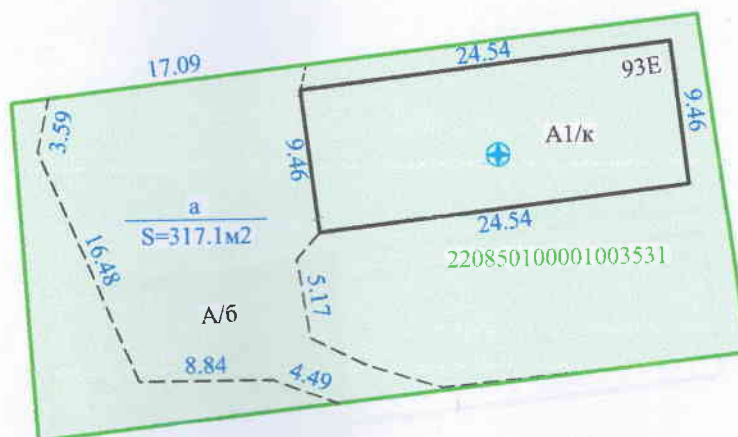 17.09
24.54
93Е
3.59
9.46
А1/к
9.46
а
S=317.1м2
24.54
16.48
220850100001003531
5.17
А/б
8.84
4.49